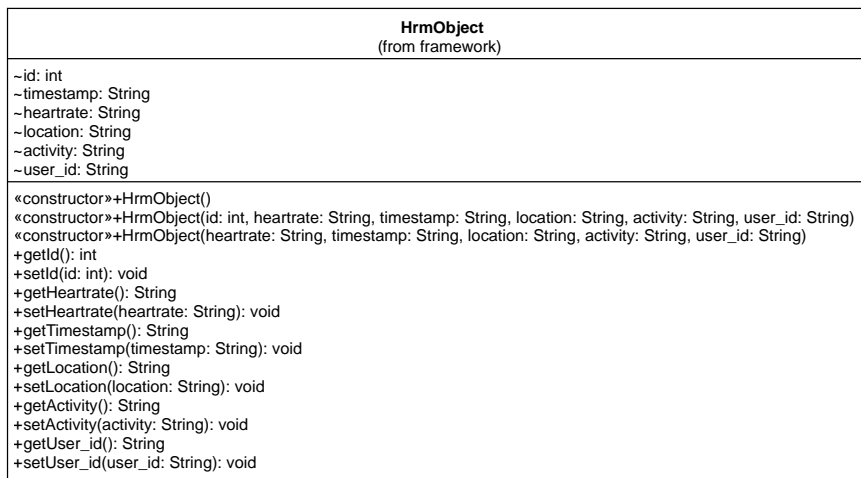 HrmObject
(from framework)
~id: int
~timestamp: String
~heartrate: String
~location: String
~activity: String
~user_id: String
«constructor»+HrmObject()
«constructor»+HrmObject(id: int, heartrate: String, timestamp: String, location: String, activity: String, user_id: String)
«constructor»+HrmObject(heartrate: String, timestamp: String, location: String, activity: String, user_id: String)
+getId(): int
+setId(id: int): void
+getHeartrate(): String
+setHeartrate(heartrate: String): void
+getTimestamp(): String
+setTimestamp(timestamp: String): void
+getLocation(): String
+setLocation(location: String): void
+getActivity(): String
+setActivity(activity: String): void
+getUser_id(): String
+setUser_id(user_id: String): void